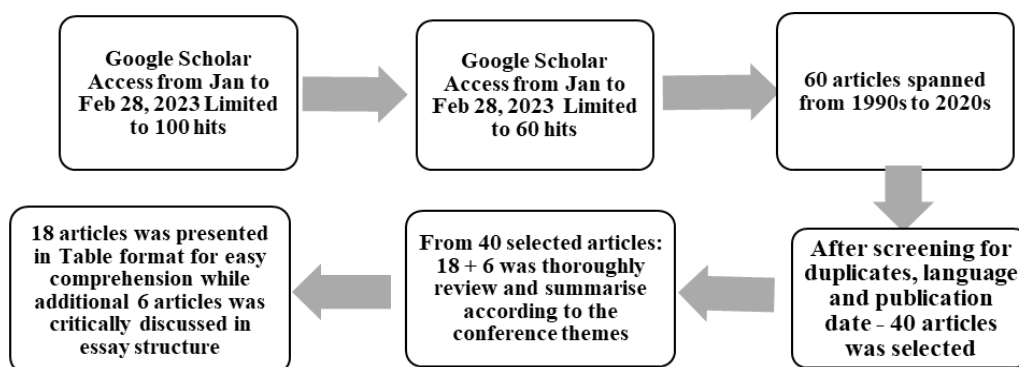 Google Scholar
Access from Jan to
Feb 28, 2023 Limited
to 100 hits
Google Scholar
Access from Jan to
Feb 28, 2023 Limited
to 60 hits
60 articles spanned
from 1990s to 2020s
After screening for
duplicates, language
and publication
date - 40 articles
was selected
From 40 selected articles:
18 + 6 was thoroughly
review and summarise
according to the
conference themes
18 articles was presented
in Table format for easy
comprehension while
additional 6 articles was
critically discussed in
essay structure